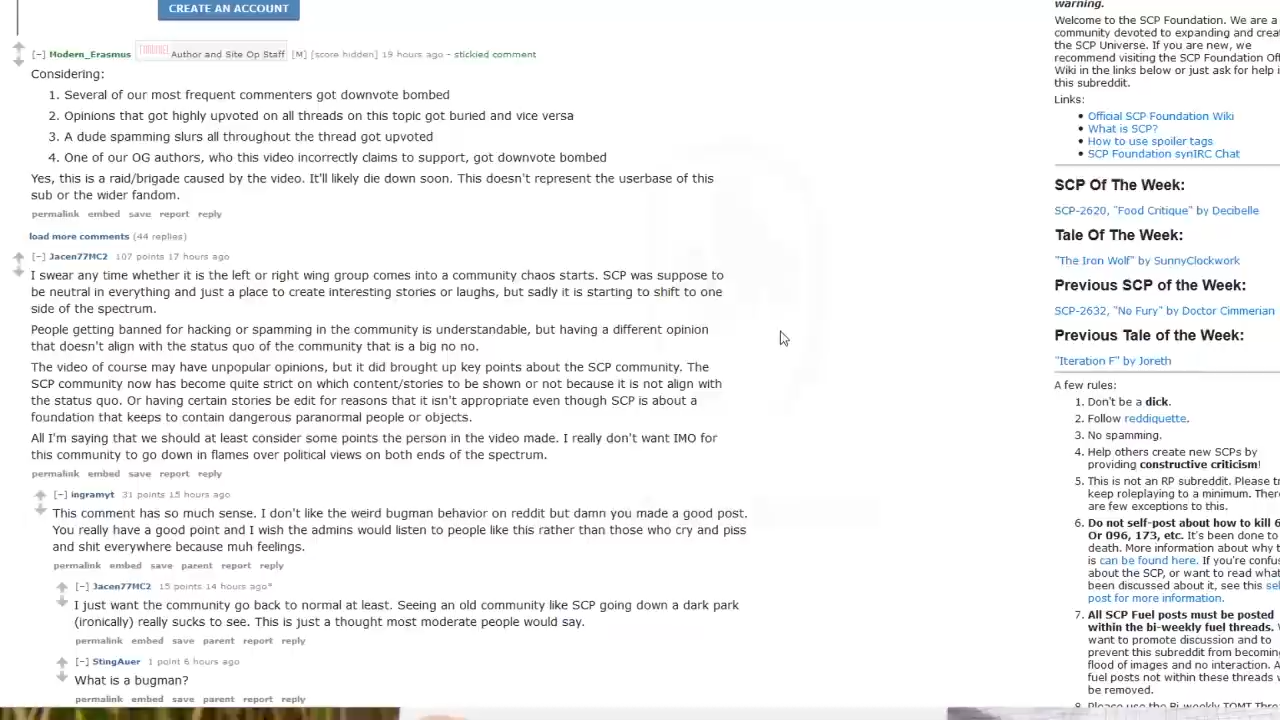 CREATE AN ACCOUNT
[–] Modern_Erasmus Author and Site Op Staff [M] [score hidden] 19 hours ago - stickied comment
Considering:
1. Several of our most frequent commenters got downvote bombed
2. Opinions that got highly upvoted on all threads on this topic got buried and vice versa
3. A dude spamming slurs all throughout the thread got upvoted
4. One of our OG authors, who this video incorrectly claims to support, got downvote bombed
Yes, this is a raid/brigade caused by the video. It'll likely die down soon. This doesn't represent the userbase of this
sub or the wider fandom.
permalink embed save report reply
load more comments (44 replies)
[–] Jacen77MC2 107 points 17 hours ago
I swear any time whether it is the left or right wing group comes into a community chaos starts. SCP was suppose to
be neutral in everything and just a place to create interesting stories or laughs, but sadly it is starting to shift to one
side of the spectrum.
People getting banned for hacking or spamming in the community is understandable, but having a different opinion
that doesn't align with the status quo of the community that is a big no no.
The video of course may have unpopular opinions, but it did brought up key points about the SCP community. The
SCP community now has become quite strict on which content/stories to be shown or not because it is not align with
the status quo. Or having certain stories be edit for reasons that it isn't appropriate even though SCP is about a
foundation that keeps to contain dangerous paranormal people or objects.
All I'm saying that we should at least consider some points the person in the video made. I really don't want IMO for
this community to go down in flames over political views on both ends of the spectrum.
permalink embed save report reply
[–] ingramyt 31 points 15 hours ago
This comment has so much sense. I don't like the weird bugman behavior on reddit but damn you made a good post.
You really have a good point and I wish the admins would listen to people like this rather than those who cry and piss
and shit everywhere because muh feelings.
permalink embed save parent report reply
[–] Jacen77MC2 15 points 14 hours ago*
I just want the community go back to normal at least. Seeing an old community like SCP going down a dark park
(ironically) really sucks to see. This is just a thought most moderate people would say.
permalink embed save parent report reply
[–] StingAuer 1 point 6 hours ago
What is a bugman?
permalink embed save parent report reply
warning.
Welcome to the SCP Foundation. We are a
community devoted to expanding and crea
the SCP Universe. If you are new, we
recommend visiting the SCP Foundation Off
Wiki in the links below or just ask for help i
this subreddit.
Links:
• Official SCP Foundation Wiki
• What is SCP?
• How to use spoiler tags
• SCP Foundation synIRC Chat
SCP Of The Week:
SCP-2620, "Food Critique" by Decibelle
Tale Of The Week:
"The Iron Wolf" by SunnyClockwork
Previous SCP of the Week:
SCP-2632, "No Fury" by Doctor Cimmerian
Previous Tale of the Week:
"Iteration F" by Joreth
A few rules:
1. Don't be a dick.
2. Follow reddiquette.
3. No spamming.
4. Help others create new SCPs by
providing constructive criticism!
5. This is not an RP subreddit. Please tr
keep roleplaying to a minimum. There
are few exceptions to this.
6. Do not self-post about how to kill 6
Or 096, 173, etc. It's been done to
death. More information about why t
is can be found here. If you're confus
about the SCP, or want to read what
been discussed about it, see this sel
post for more information.
7. All SCP Fuel posts must be posted
within the bi-weekly fuel threads. W
want to promote discussion and to
prevent this subreddit from becoming
flood of images and no interaction. A
fuel posts not within these threads w
be removed.
8. Please use the Bi-weekly TOMT Thre